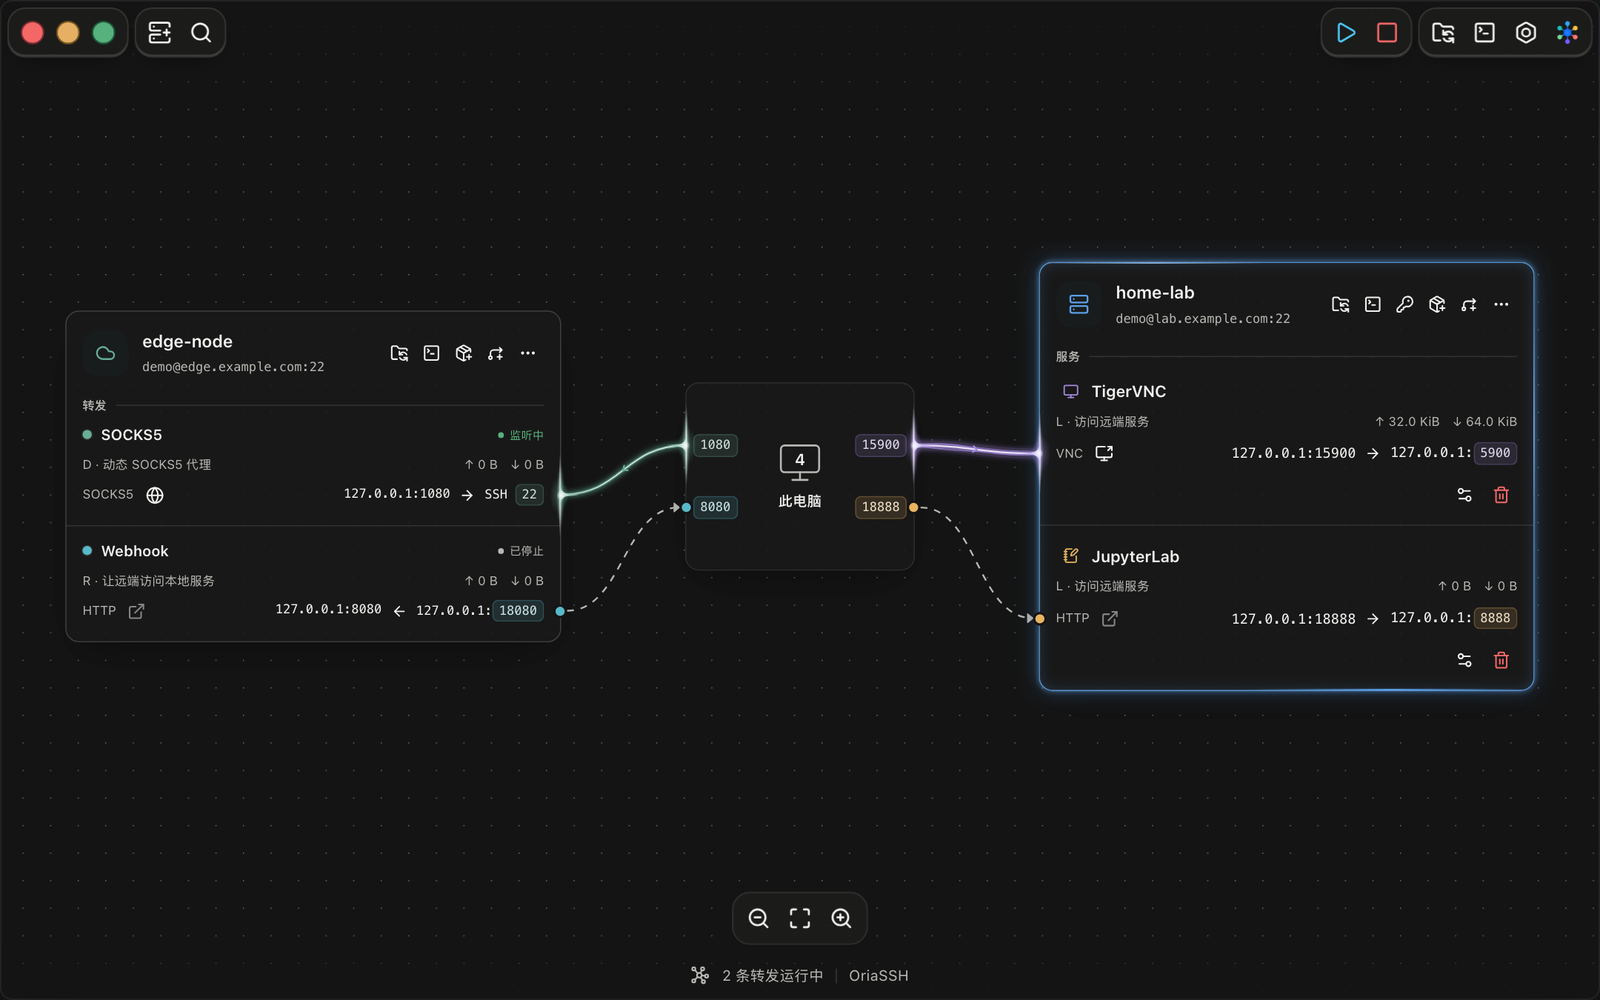 edge-node
demo@edge.example.com:22
转发
SOCKS5
监听中
D · 动态 SOCKS5 代理
↑ 0 B ↓ 0 B
SOCKS5
127.0.0.1:1080 → SSH 22
Webhook
已停止
R · 让远端访问本地服务
↑ 0 B ↓ 0 B
HTTP
127.0.0.1:8080 ← 127.0.0.1:18080
1080
8080
4
此电脑
15900
18888
home-lab
demo@lab.example.com:22
服务
TigerVNC
L · 访问远端服务
↑ 32.0 KiB ↓ 64.0 KiB
VNC
127.0.0.1:15900 → 127.0.0.1:5900
JupyterLab
L · 访问远端服务
↑ 0 B ↓ 0 B
HTTP
127.0.0.1:18888 → 127.0.0.1:8888
2 条转发运行中
OriaSSH